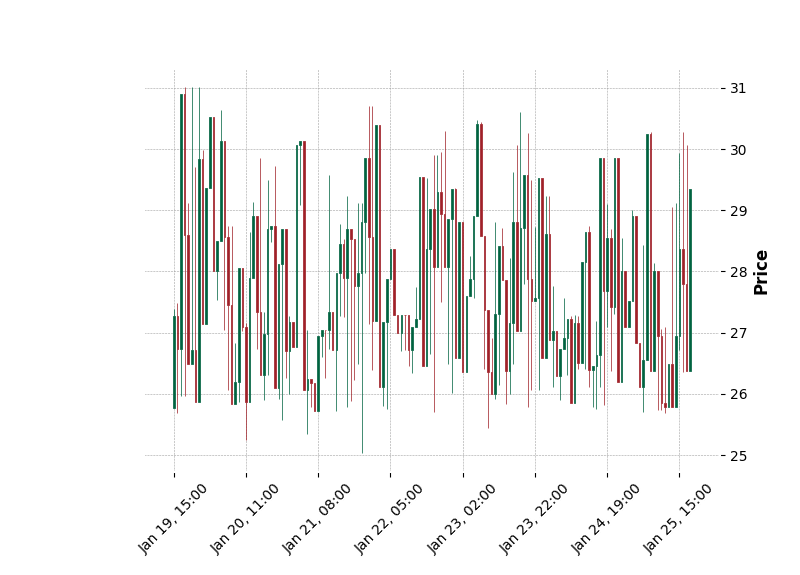 31
30
29
28
27
26
25
Price
Jan 19, 15:00
Jan 20, 11:00
Jan 21, 08:00
Jan 22, 05:00
Jan 23, 02:00
Jan 23, 22:00
Jan 24, 19:00
Jan 25, 15:00